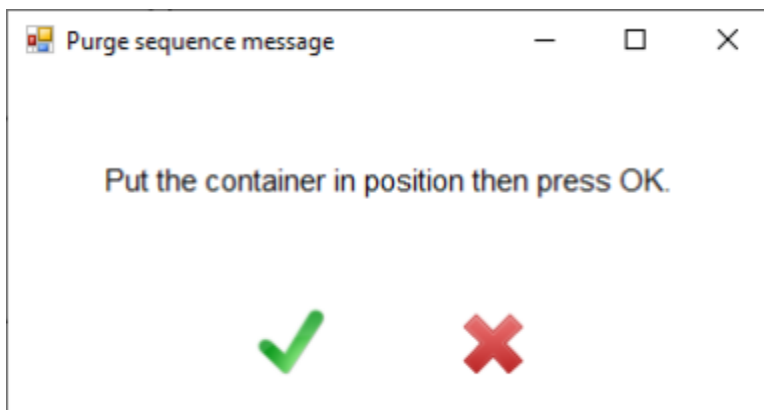 Purge sequence message
Put the container in position then press OK.